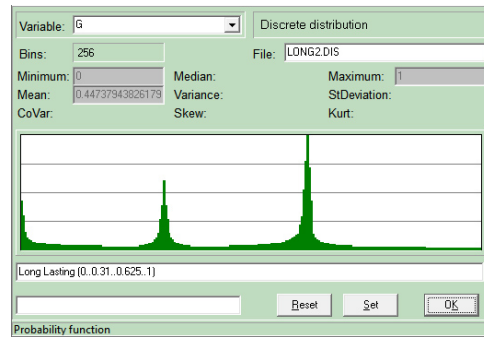 Variable: G Discrete distribution
Bins: 256 File: LONG2.DIS
Minimum: 0 Median: Maximum: 1
Mean: 0.44737943826179 Variance: StDeviation:
CoVar: Skew: Kurt:
Long Lasting (0..0.31..0.625..1)
Reset Set OK
Probability function